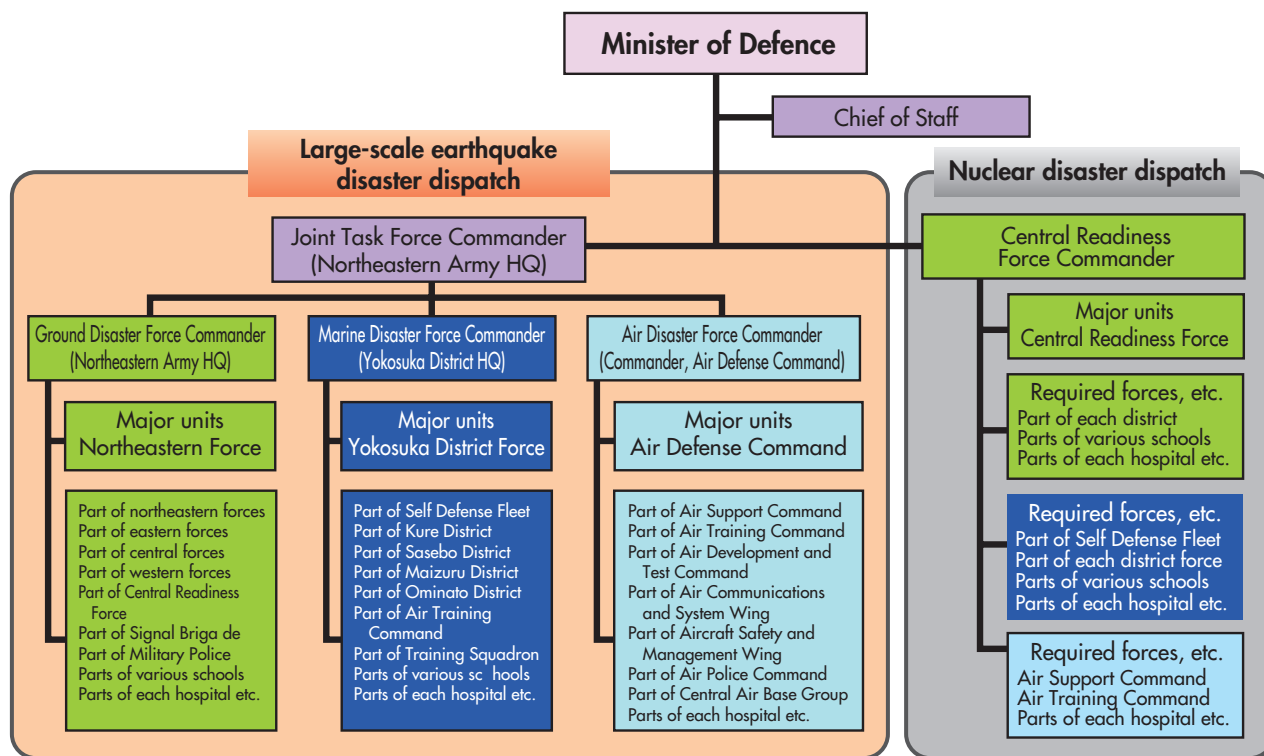 Minister of Defence
Chief of Staff
Large-scale earthquake
disaster dispatch
Joint Task Force Commander
(Northeastern Army HQ)
Ground Disaster Force Commander
(Northeastern Army HQ)
Major units
Northeastern Force
Part of northeastern forces
Part of eastern forces
Part of central forces
Part of western forces
Part of Central Readiness
Force
Part of Signal Briga de
Part of Military Police
Parts of various schools
Parts of each hospital etc.
Marine Disaster Force Commander
(Yokosuka District HQ)
Major units
Yokosuka District Force
Part of Self Defense Fleet
Part of Kure District
Part of Sasebo District
Part of Maizuru District
Part of Ominato District
Part of Air Training
Command
Part of Training Squadron
Parts of various sc hools
Parts of each hospital etc.
Air Disaster Force Commander
(Commander, Air Defense Command)
Major units
Air Defense Command
Part of Air Support Command
Part of Air Training Command
Part of Air Development and
Test Command
Part of Air Communications
and System Wing
Part of Aircraft Safety and
Management Wing
Part of Air Police Command
Part of Central Air Base Group
Parts of each hospital etc.
Nuclear disaster dispatch
Central Readiness
Force Commander
Major units
Central Readiness Force
Required forces, etc.
Part of each district
Parts of various schools
Parts of each hospital etc.
Required forces, etc.
Part of Self Defense Fleet
Part of each district force
Parts of various schools
Parts of each hospital etc.
Required forces, etc.
Air Support Command
Air Training Command
Parts of each hospital etc.